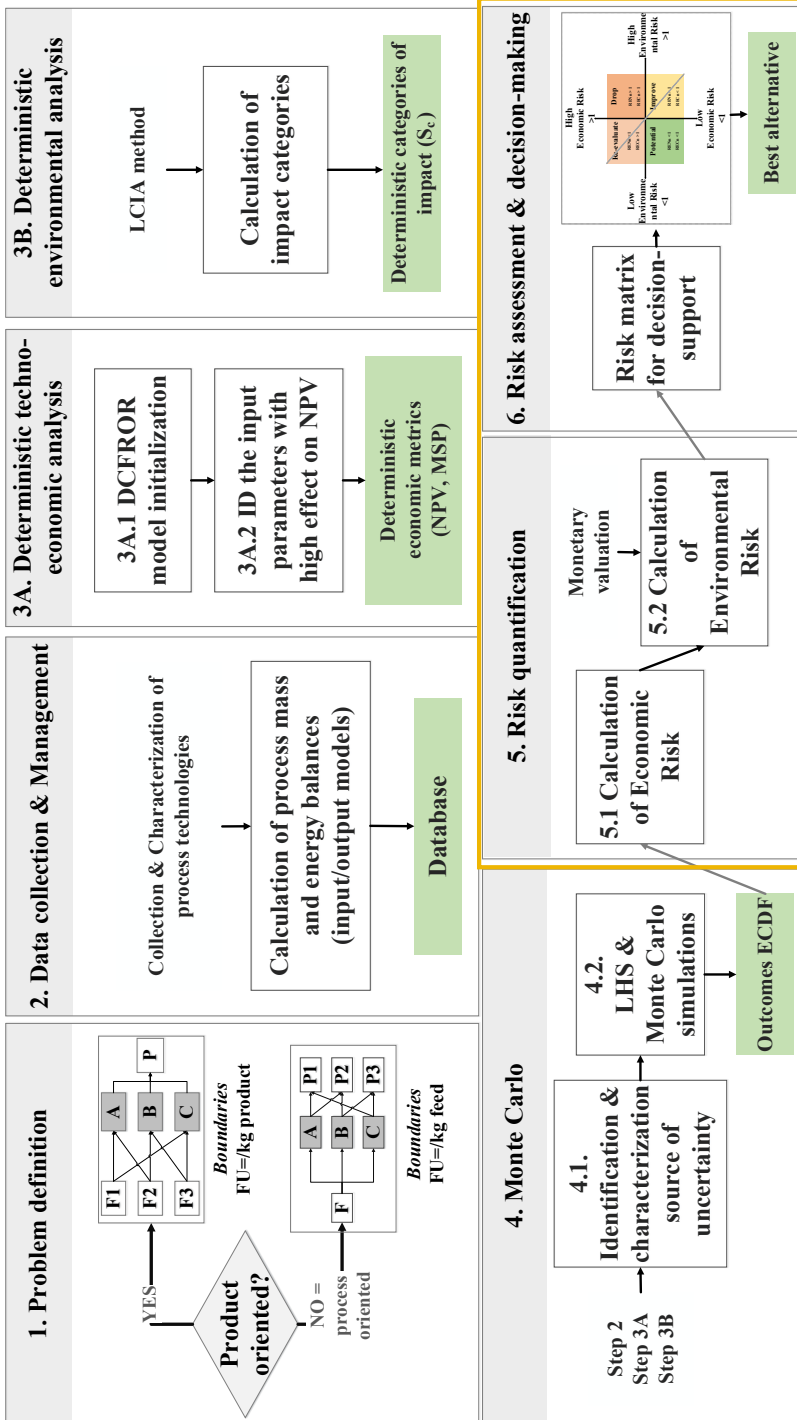 1. Problem definition
Product
oriented?
YES
NO =
process
oriented
F1
F2
F3
A
B
C
P
Boundaries
FU=/kg product
F
A
B
C
P1
P2
P3
Boundaries
FU=/kg feed
2. Data collection & Management
Collection & Characterization of
process technologies
Calculation of process mass
and energy balances
(input/output models)
Database
3A. Deterministic techno-
economic analysis
3A.1 DCFROR
model initialization
3A.2 ID the input
parameters with
high effect on NPV
Deterministic
economic metrics
(NPV, MSP)
3B. Deterministic
environmental analysis
LCIA method
Calculation of
impact categories
Deterministic categories of
impact (Sc)
4. Monte Carlo
Step 2
Step 3A
Step 3B
4.1.
Identification &
characterization
source of
uncertainty
4.2.
LHS &
Monte Carlo
simulations
Outcomes ECDF
5. Risk quantification
5.1 Calculation
of Economic
Risk
Monetary
valuation
5.2 Calculation
of
Environmental
Risk
6. Risk assessment & decision-making
Risk matrix
for decision-
support
High
Economic Risk
>1
Low
Environme
ntal Risk
<1
High
Environme
ntal Risk
>1
Low
Economic Risk
<1
Re-evaluate
Drop
Potential
Improve
Best alternative